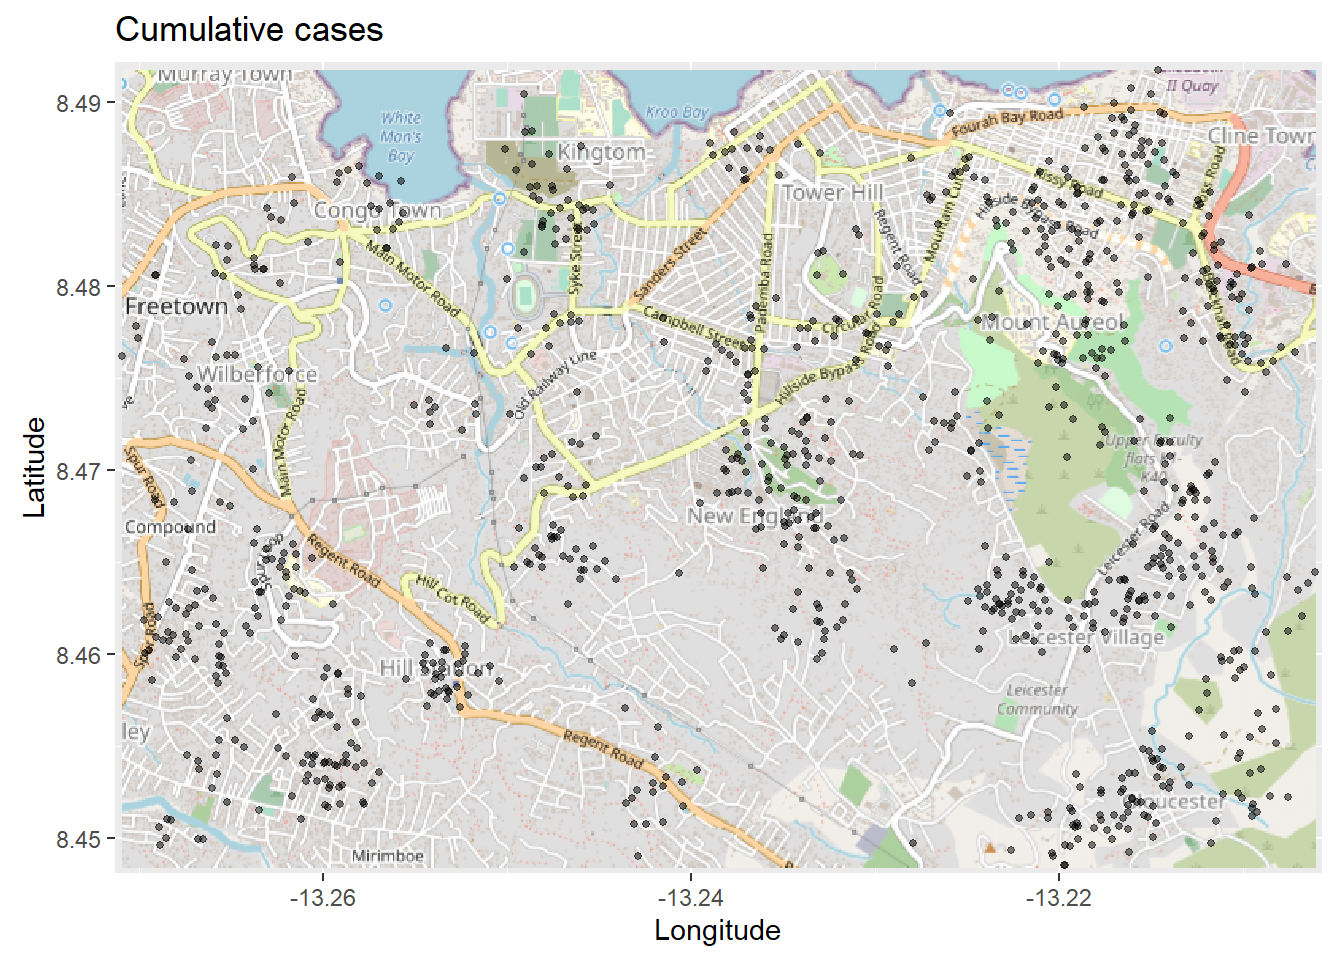 Cumulative cases
Murray Town
II Quay
8.49
White
Man's
Bay
Kroo Bay
Fourah Bay Road
Cline Town
Kingtom
Kissy Road
Tower Hill
Congo Town
Hillside Bypass Road
Mountain Cut
Regent Road
Main Motor Road
Syke Street
Sanders Street
Pademba Road
8.48
Freetown
Campbell Street
Circular Road
Mount Aureol
Old Railway Line
Hillside Bypass Road
Wilberforce
Main Motor Road
Upper Faculty
flats
K40
8.47
Spur Road
New England
Compound
Leicester Road
Regent Road
Hill Cot Road
Spur Road
Leicester Village
8.46
Hill Station
Leicester
Community
ley
Regent Road
Gloucester
8.45
Mirimboe
-13.26
-13.24
-13.22
Longitude
Latitude